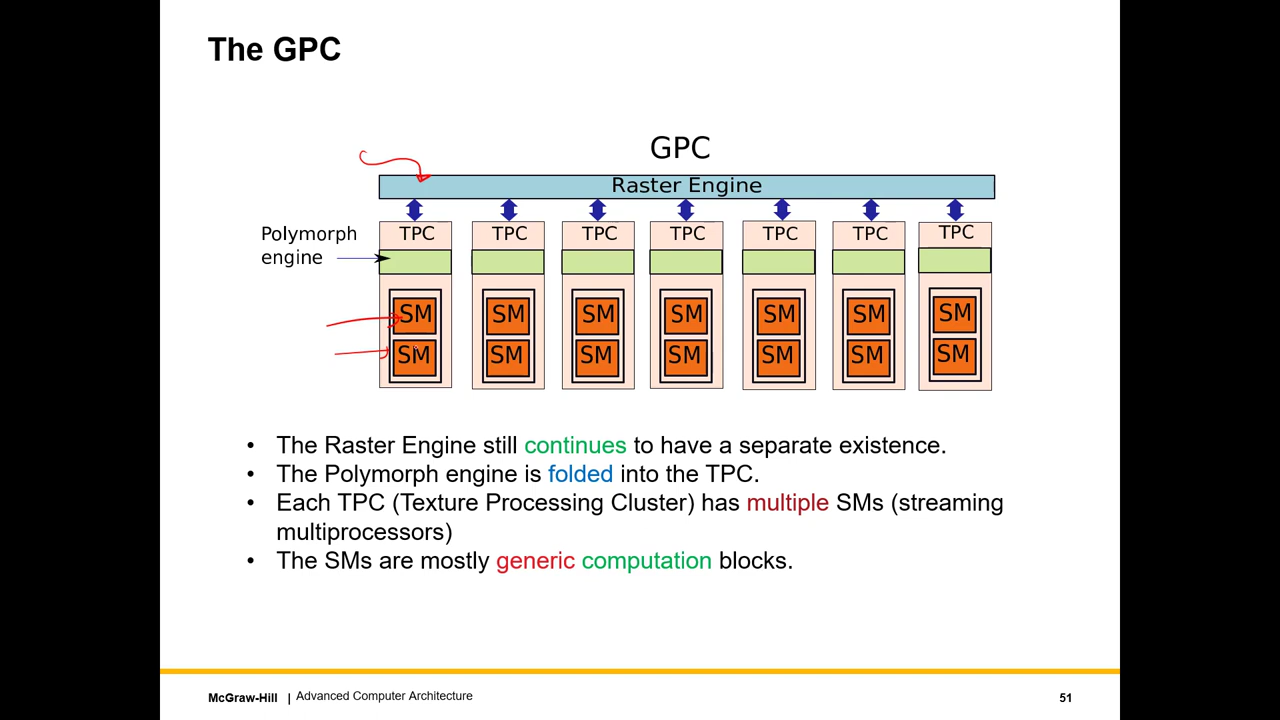 The GPC
GPC
Raster Engine
Polymorph
engine
TPC TPC TPC TPC TPC TPC TPC
SM SM SM SM SM SM SM
SM SM SM SM SM SM SM
• The Raster Engine still continues to have a separate existence.
• The Polymorph engine is folded into the TPC.
• Each TPC (Texture Processing Cluster) has multiple SMs (streaming
multiprocessors)
• The SMs are mostly generic computation blocks.
McGraw-Hill | Advanced Computer Architecture 51